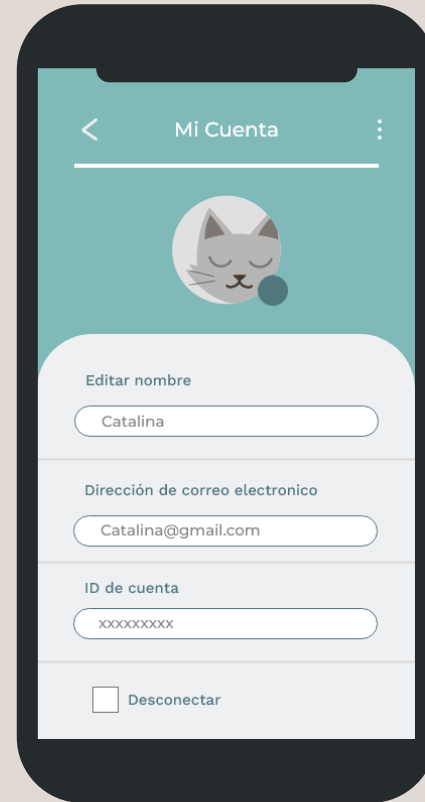 Mi Cuenta
Editar nombre
Catalina
Dirección de correo electronico
Catalina@gmail.com
ID de cuenta
xxxxxxxxx
Desconectar